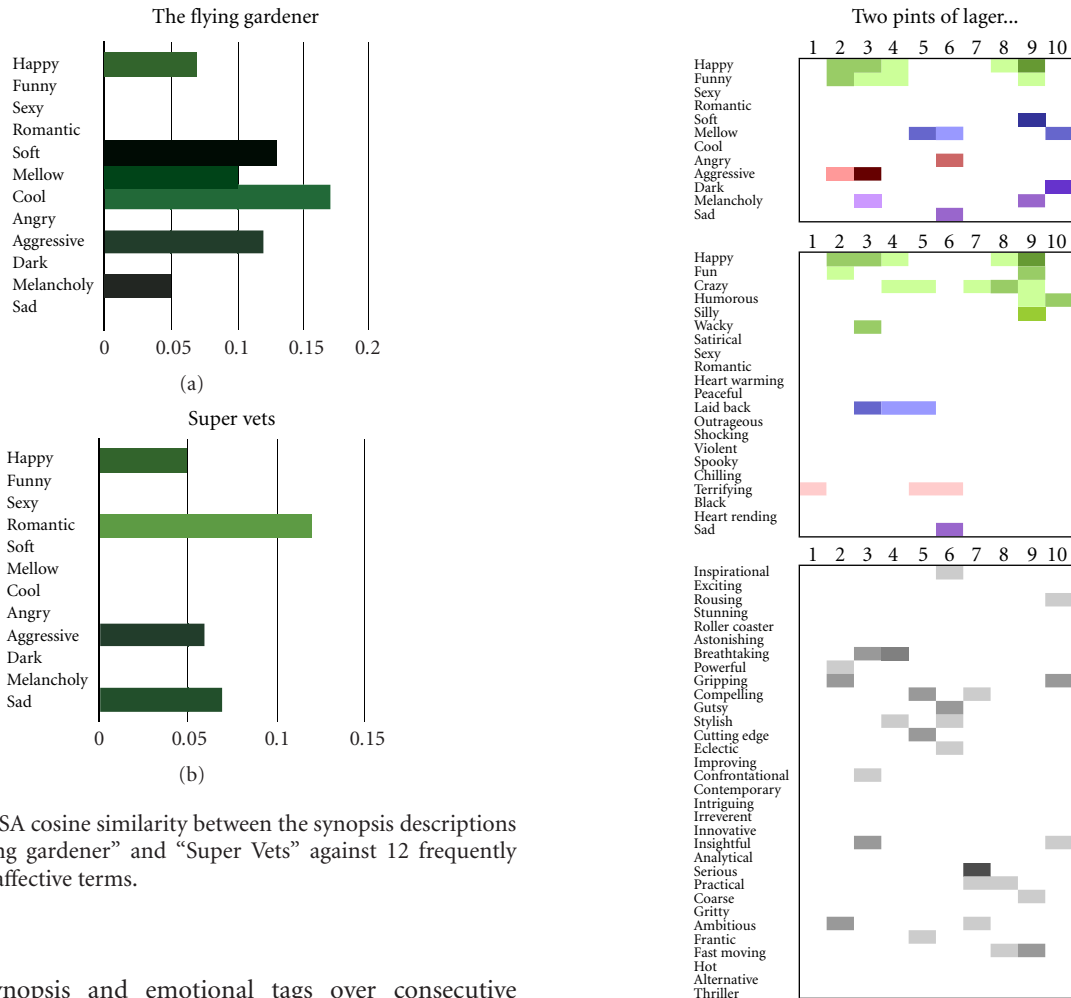 The flying gardener
Happy
Funny
Sexy
Romantic
Soft
Mellow
Cool
Angry
Aggressive
Dark
Melancholy
Sad
0 0.05 0.1 0.15 0.2
(a)
Super vets
Happy
Funny
Sexy
Romantic
Soft
Mellow
Cool
Angry
Aggressive
Dark
Melancholy
Sad
0 0.05 0.1 0.15
(b)
SA cosine similarity between the synopsis descriptions
ng gardener” and “Super Vets” against 12 frequently
affective terms.
nopsis and emotional tags over consecutive
Two pints of lager...
1 2 3 4 5 6 7 8 9 10
Happy
Funny
Sexy
Romantic
Soft
Mellow
Cool
Angry
Aggressive
Dark
Melancholy
Sad
1 2 3 4 5 6 7 8 9 10
Happy
Fun
Crazy
Humorous
Silly
Wacky
Satirical
Sexy
Romantic
Heart warming
Peaceful
Laid back
Outrageous
Shocking
Violent
Spooky
Chilling
Terrifying
Black
Heart rending
Sad
1 2 3 4 5 6 7 8 9 10
Inspirational
Exciting
Rousing
Stunning
Roller coaster
Astonishing
Breathtaking
Powerful
Gripping
Compelling
Gutsy
Stylish
Cutting edge
Eclectic
Improving
Confrontational
Contemporary
Intriguing
Irreverent
Innovative
Insightful
Analytical
Serious
Practical
Coarse
Gritty
Ambitious
Frantic
Fast moving
Hot
Alternative
Thriller